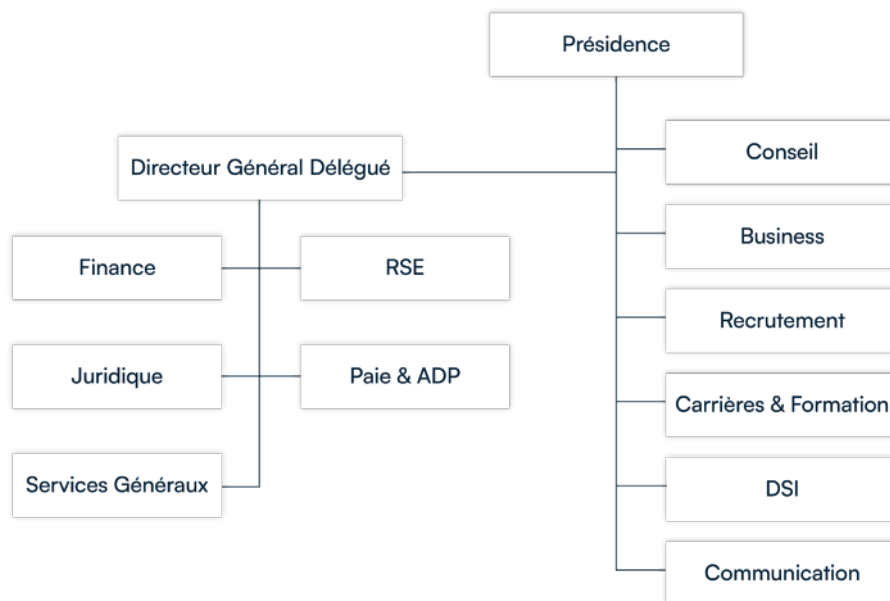 Présidence
Directeur Général Délégué
Finance
RSE
Juridique
Paie & ADP
Services Généraux
Conseil
Business
Recrutement
Carrières & Formation
DSI
Communication